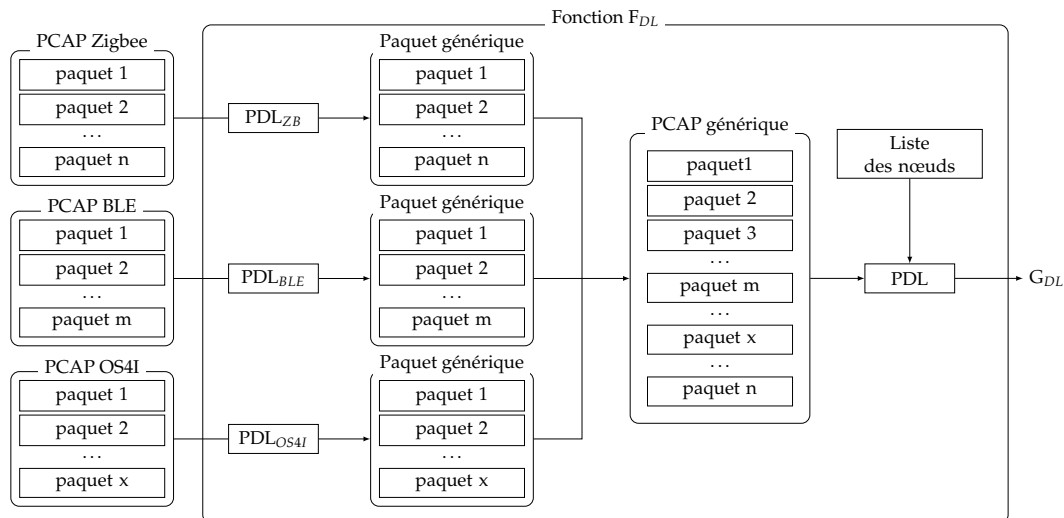 Fonction F_DL
PCAP Zigbee
paquet 1
paquet 2
...
paquet n
PDL_ZB
Paquet générique
paquet 1
paquet 2
...
paquet n
PCAP BLE
paquet 1
paquet 2
...
paquet m
PDL_BLE
Paquet générique
paquet 1
paquet 2
...
paquet m
PCAP OS4I
paquet 1
paquet 2
...
paquet x
PDL_OS4I
Paquet générique
paquet 1
paquet 2
...
paquet x
PCAP générique
paquet1
paquet 2
paquet 3
...
paquet m
...
paquet x
...
paquet n
Liste
des nœuds
PDL
G_DL